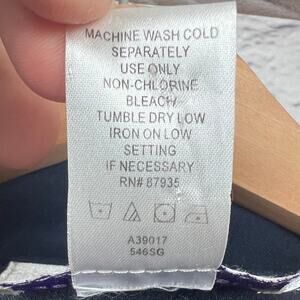 MACHINE WASH COLD
SEPARATELY
USE ONLY
NON-CHLORINE
BLEACH
TUMBLE DRY LOW
IRON ON LOW
SETTING
IF NECESSARY
RN# 87935
A39017
546SG